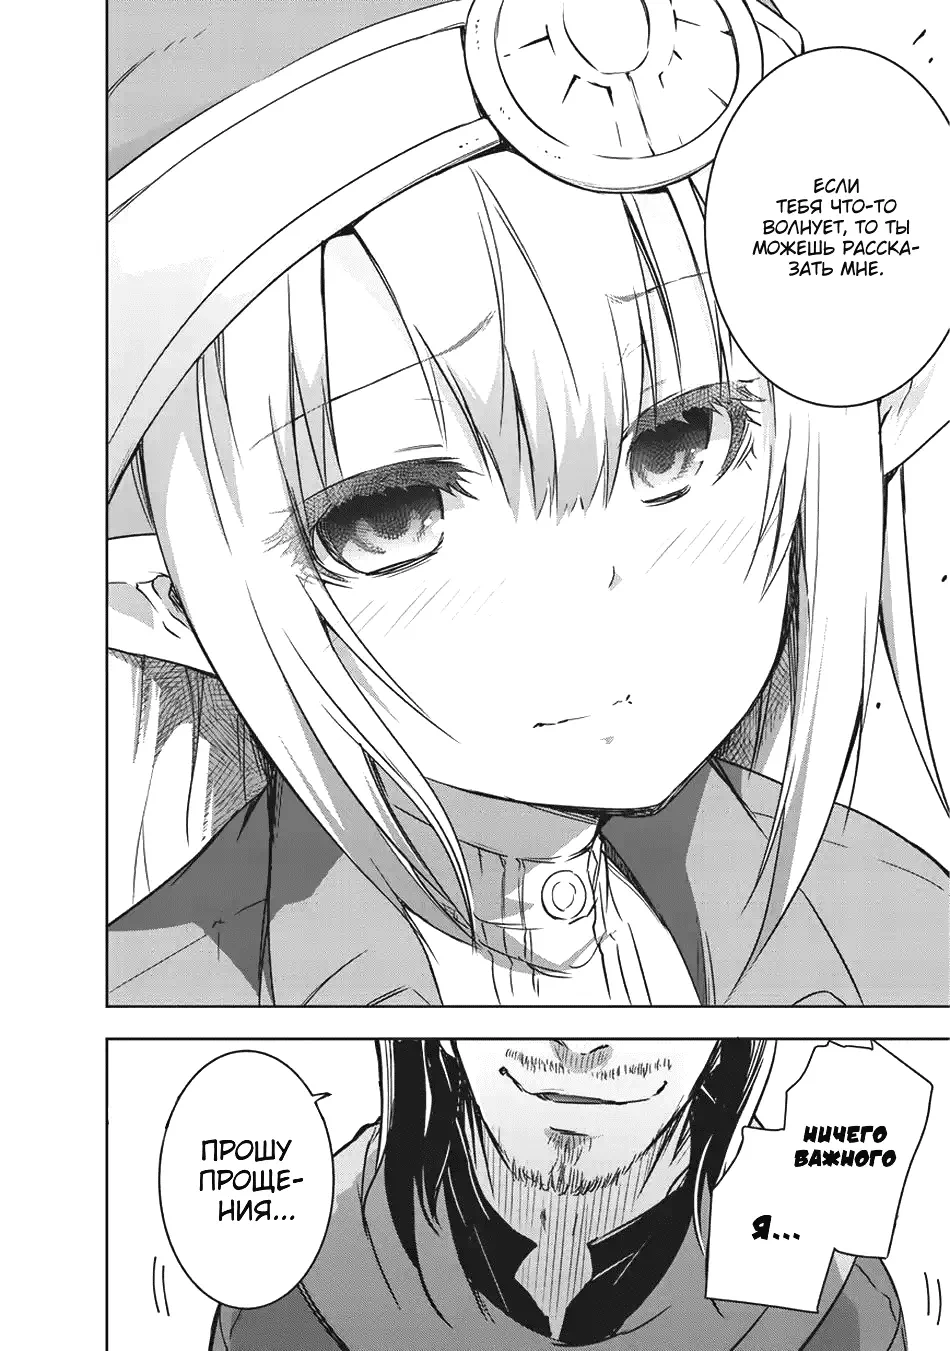 ЕСЛИ
ТЕБЯ ЧТО-ТО
ВОЛНУЕТ, ТО ТЫ
МОЖЕШЬ РАССКА-
ЗАТЬ МНЕ.
НИЧЕГО
ВАЖНОГО
Я...
ПРОШУ
ПРОЩЕ-
НИЯ...